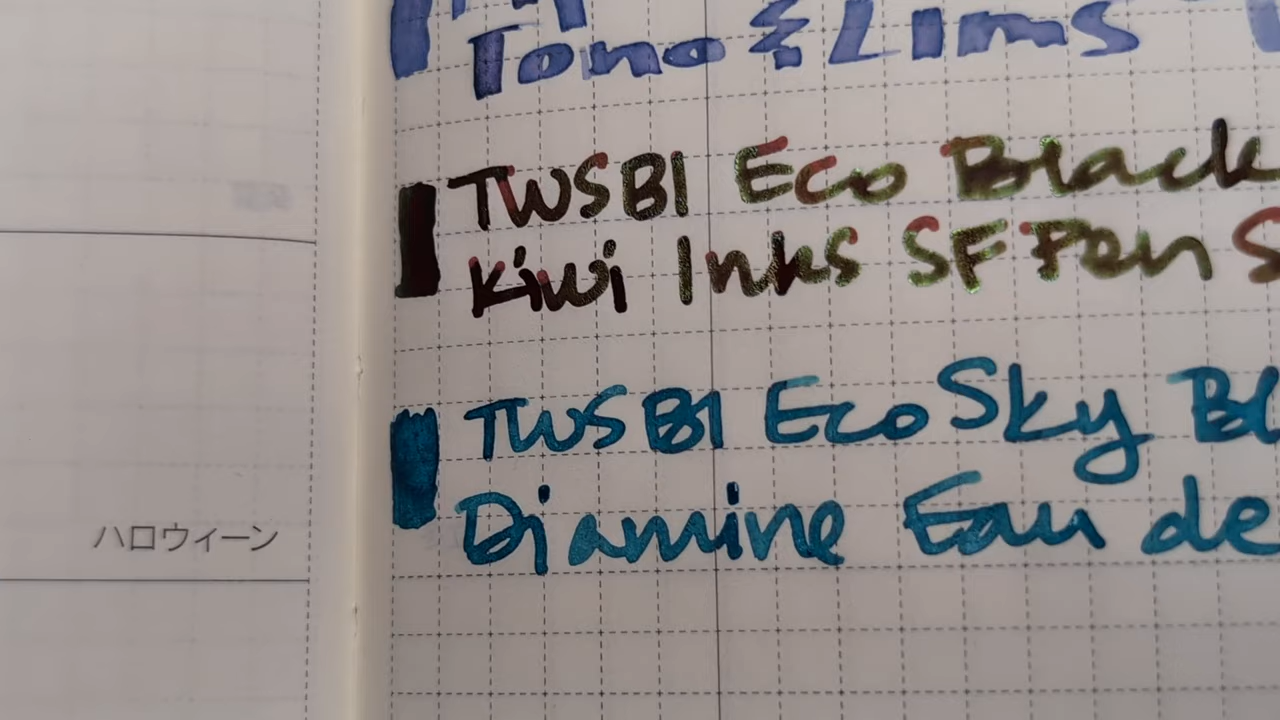 Tono & Lims
TWSBI Eco Black
Kiwi Inks SF Pen S
TWSBI Eco Sky Bl
Diamine Eau de
ハロウィーン